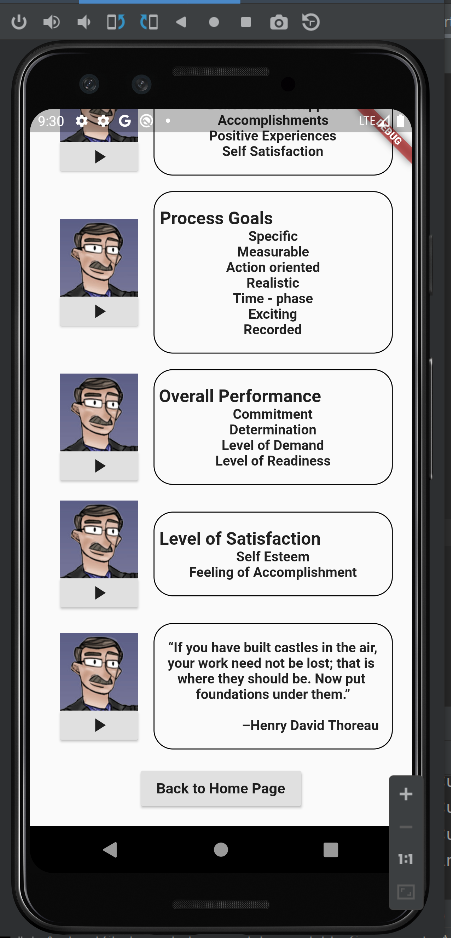 9:30
LTE
DEBUG
Accomplishments
Positive Experiences
Self Satisfaction
Process Goals
Specific
Measurable
Action oriented
Realistic
Time - phase
Exciting
Recorded
Overall Performance
Commitment
Determination
Level of Demand
Level of Readiness
Level of Satisfaction
Self Esteem
Feeling of Accomplishment
“If you have built castles in the air,
your work need not be lost; that is
where they should be. Now put
foundations under them.”
–Henry David Thoreau
Back to Home Page
1:1